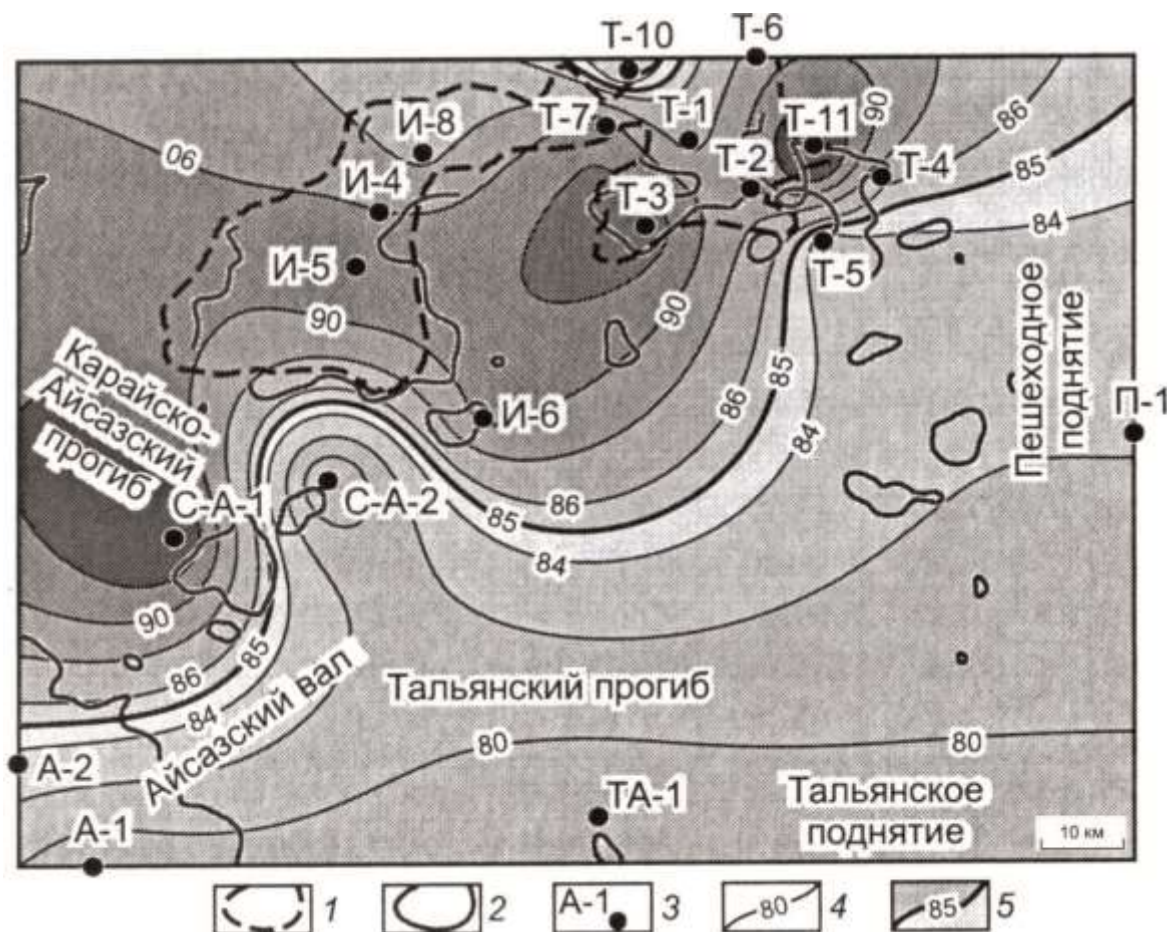 Т-10
Т-6
И-8
Т-7
Т-1
Т-11
90
86
90
И-4
Т-2
Т-4
85
Т-3
84
И-5
Т-5
90
90
Карайско-
Айсазский
прогиб
85
86
84
Пешеходное
поднятие
П-1
И-6
С-А-1
С-А-2
86
85
84
90
85
86
84
Айсазский вал
Тальянский прогиб
80
80
А-2
ТА-1
Тальянское
поднятие
А-1
10 км
1
2
А-1
3
80
4
85
5